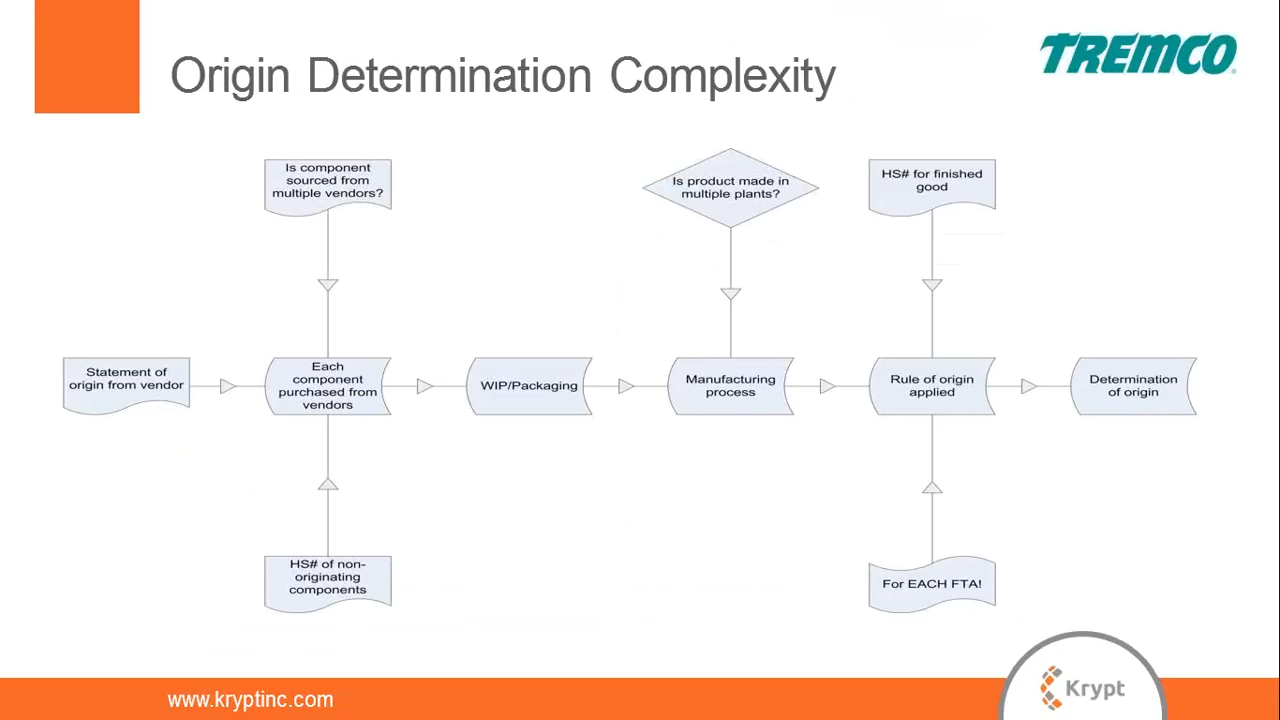 Origin Determination Complexity
TREMCO
Is component
sourced from
multiple vendors?
Is product made in
multiple plants?
HS# for finished
good
Statement of
origin from vendor
Each
component
purchased from
vendors
WIP/Packaging
Manufacturing
process
Rule of origin
applied
Determination
of origin
HS# of non-
originating
components
For EACH FTA!
www.kryptinc.com
Krypt